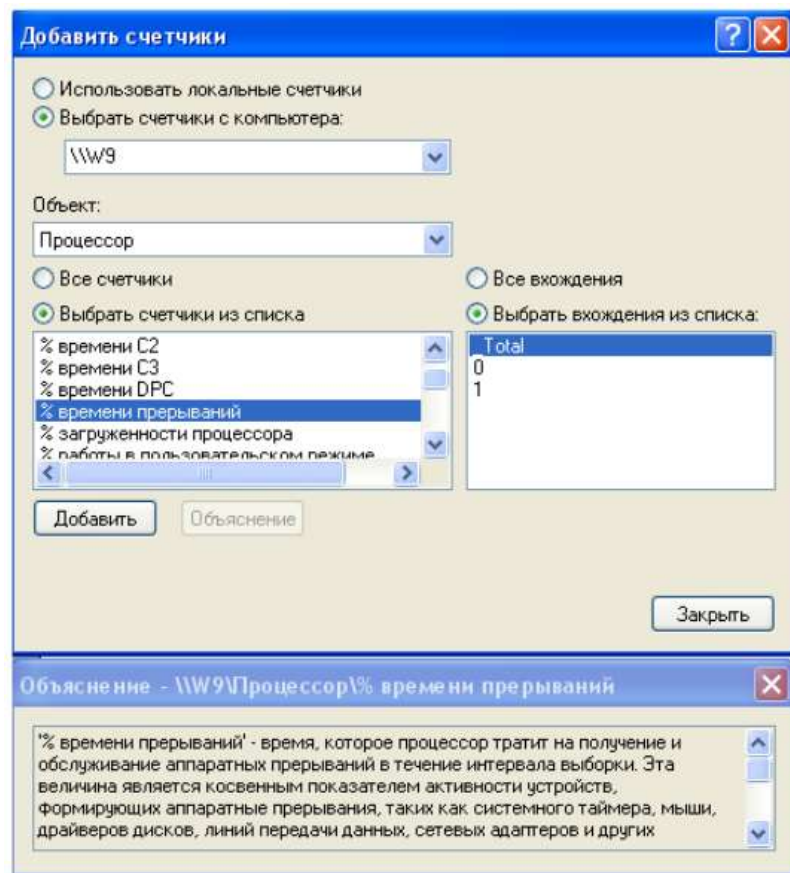 Добавить счетчики
Использовать локальные счетчики
Выбрать счетчики с компьютера:
\\W9
Объект:
Процессор
Все счетчики
Все вхождения
Выбрать счетчики из списка
Выбрать вхождения из списка:
% времени C2
% времени C3
% времени DPC
% времени прерываний
% загруженности процессора
% работы в пользовательском режиме
_Total
0
1
Добавить
Объяснение
Закрыть
Объяснение - \\W9\Процессор\% времени прерываний
'% времени прерываний' - время, которое процессор тратит на получение и
обслуживание аппаратных прерываний в течение интервала выборки. Эта
величина является косвенным показателем активности устройств,
формирующих аппаратные прерывания, таких как системного таймера, мыши,
драйверов дисков, линий передачи данных, сетевых адаптеров и других